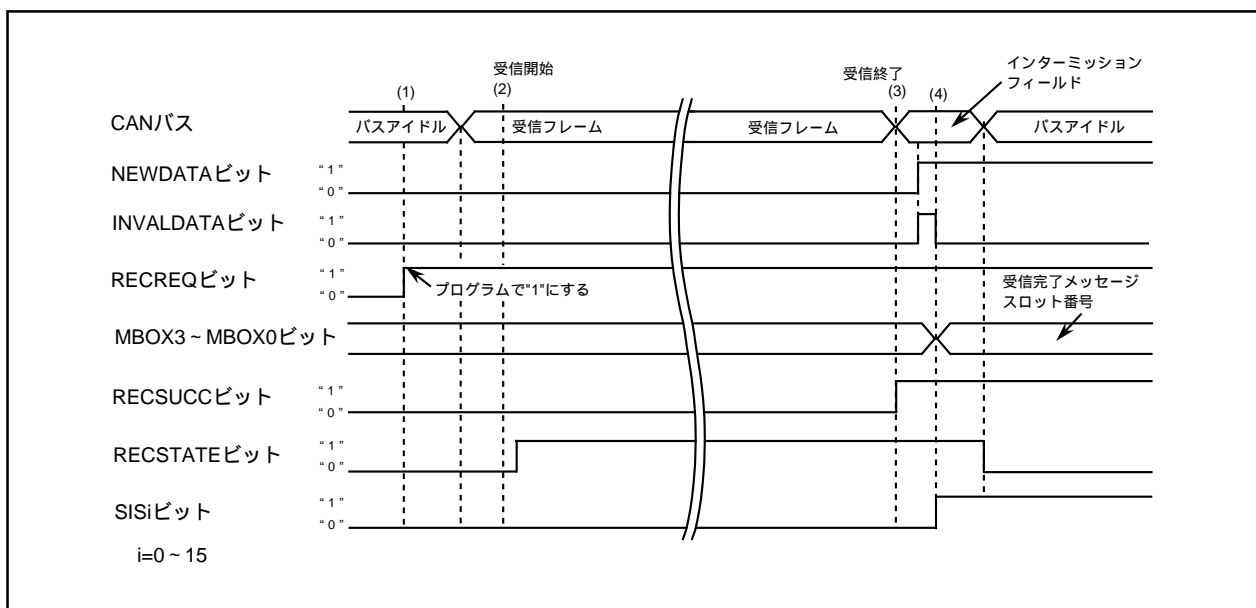 受信開始
(2)
受信終了
(3)
インターミッション
フィールド
(1)
(4)
CANバス
バスアイドル
受信フレーム
受信フレーム
バスアイドル
NEWDATAビット
“1”
“0”
INVALDATAビット
“1”
“0”
RECREQビット
“1”
“0”
プログラムで"1"にする
受信完了メッセージ
スロット番号
MBOX3~MBOX0ビット
RECSUCCビット
“1”
“0”
RECSTATEビット
“1”
“0”
SISiビット
“1”
“0”
i=0~15